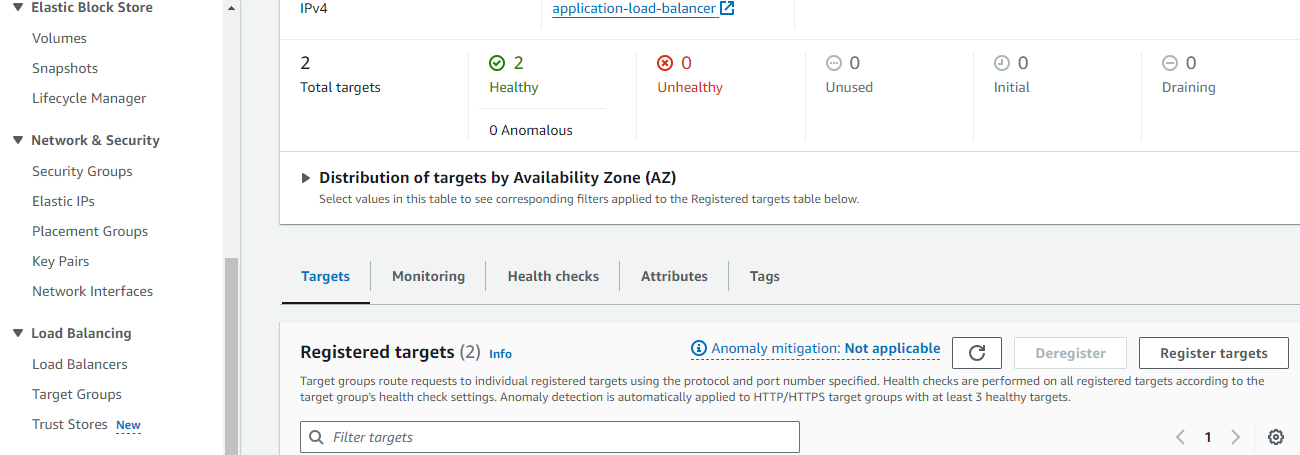 Elastic Block Store
Volumes
Snapshots
Lifecycle Manager
Network & Security
Security Groups
Elastic IPs
Placement Groups
Key Pairs
Network Interfaces
Load Balancing
Load Balancers
Target Groups
Trust Stores New
IPv4
application-load-balancer
2
Total targets
2
Healthy
0 Anomalous
0
Unhealthy
0
Unused
0
Initial
0
Draining
Distribution of targets by Availability Zone (AZ)
Select values in this table to see corresponding filters applied to the Registered targets table below.
Targets
Monitoring
Health checks
Attributes
Tags
Registered targets (2) Info
Anomaly mitigation: Not applicable
Deregister
Register targets
Target groups route requests to individual registered targets using the protocol and port number specified. Health checks are performed on all registered targets according to the
target group's health check settings. Anomaly detection is automatically applied to HTTP/HTTPS target groups with at least 3 healthy targets.
Filter targets
1